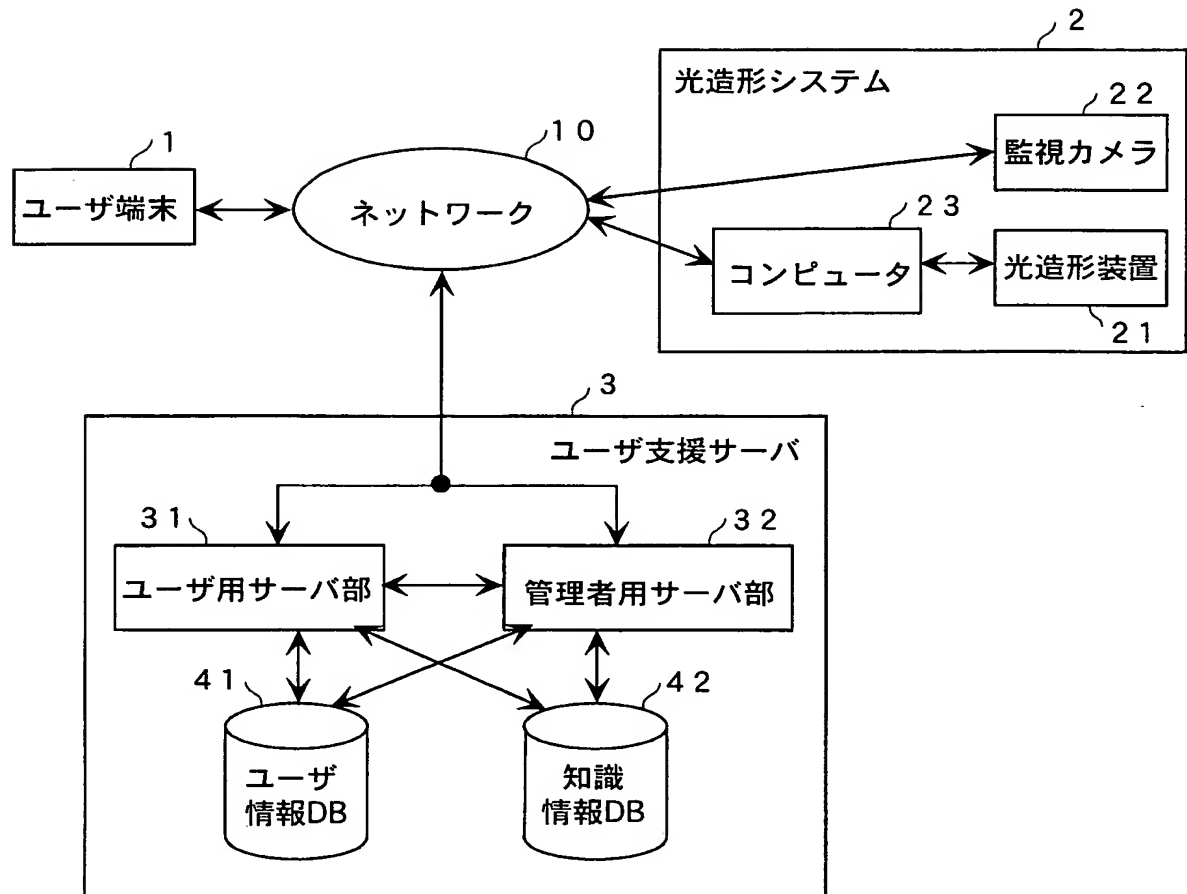 2
光造形システム
22
監視カメラ
1
ユーザ端末
10
ネットワーク
23
コンピュータ
光造形装置
21
3
ユーザ支援サーバ
31
ユーザ用サーバ部
32
管理者用サーバ部
41
ユーザ
情報DB
42
知識
情報DB